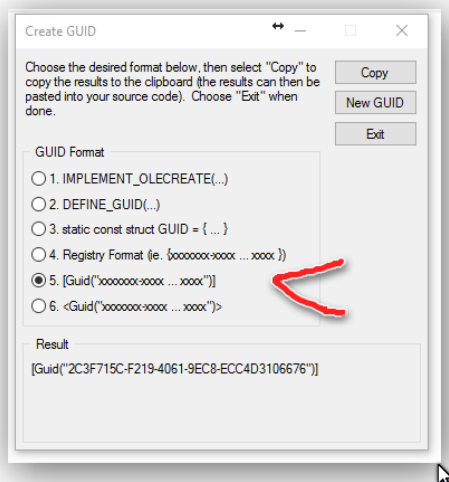 Create GUID
Choose the desired format below, then select "Copy" to
copy the results to the clipboard (the results can then be
pasted into your source code). Choose "Exit" when
done.
Copy
New GUID
Exit
GUID Format
1. IMPLEMENT_OLECREATE(...)
2. DEFINE_GUID(...)
3. static const struct GUID = { ... }
4. Registry Format (ie. {xxxxxxx-xxxx ... xxxx })
5. [Guid("xxxxxxx-xxxx ... xxxx")]
6. <Guid("xxxxxxx-xxxx ... xxxx")>
Result
[Guid("2C3F715C-F219-4061-9EC8-ECC4D3106676")]